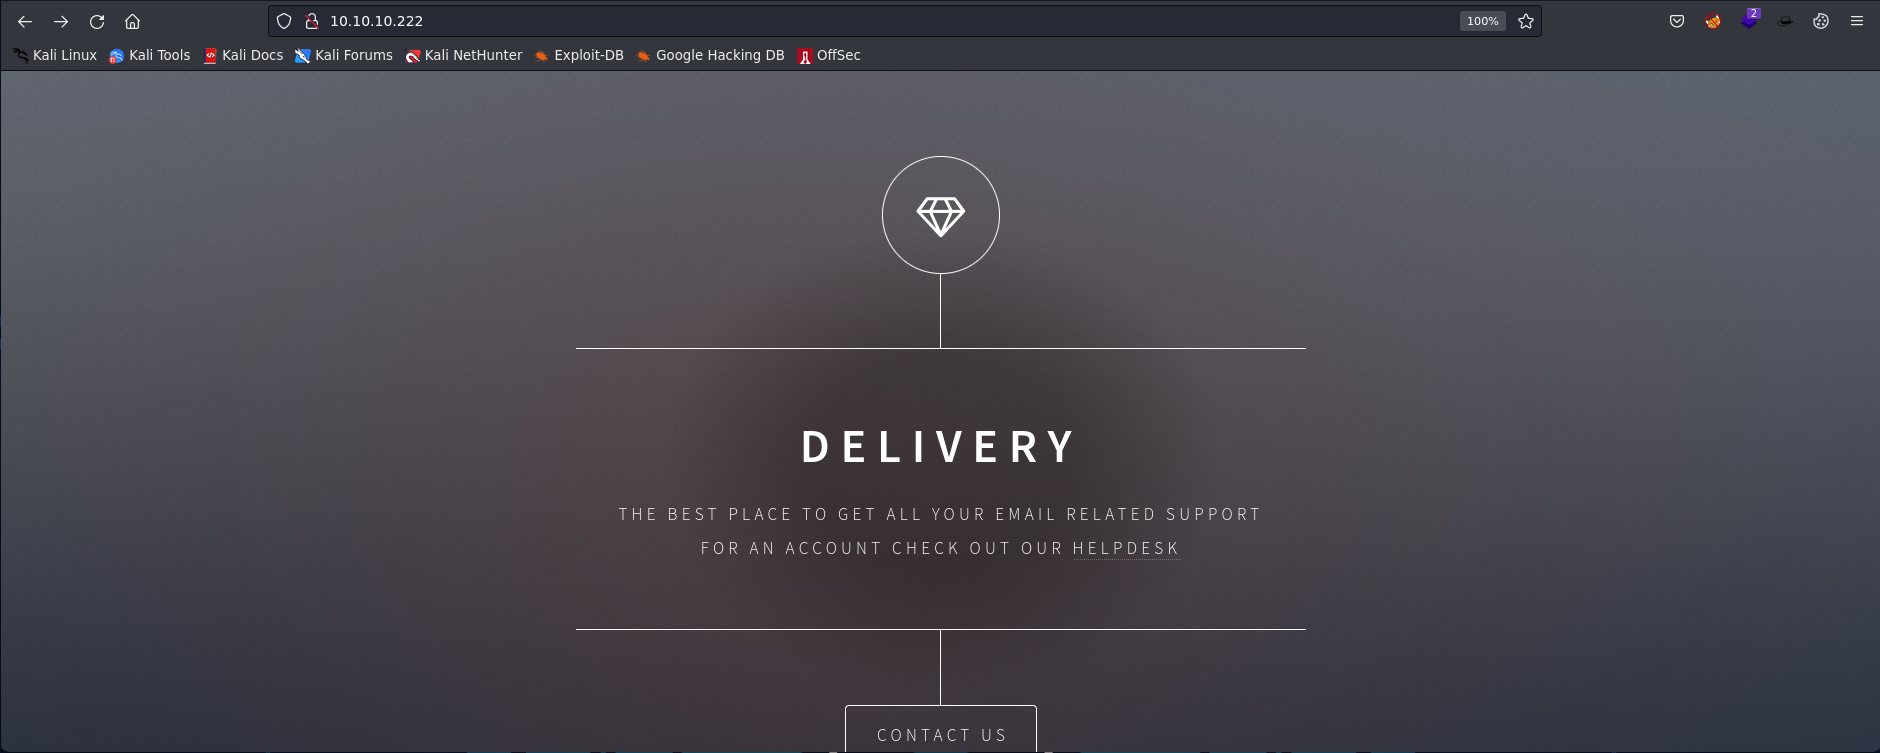 10.10.10.222
100%
2
Kali Linux Kali Tools Kali Docs Kali Forums Kali NetHunter Exploit-DB Google Hacking DB OffSec
DELIVERY
THE BEST PLACE TO GET ALL YOUR EMAIL RELATED SUPPORT
FOR AN ACCOUNT CHECK OUT OUR HELPDESK
CONTACT US